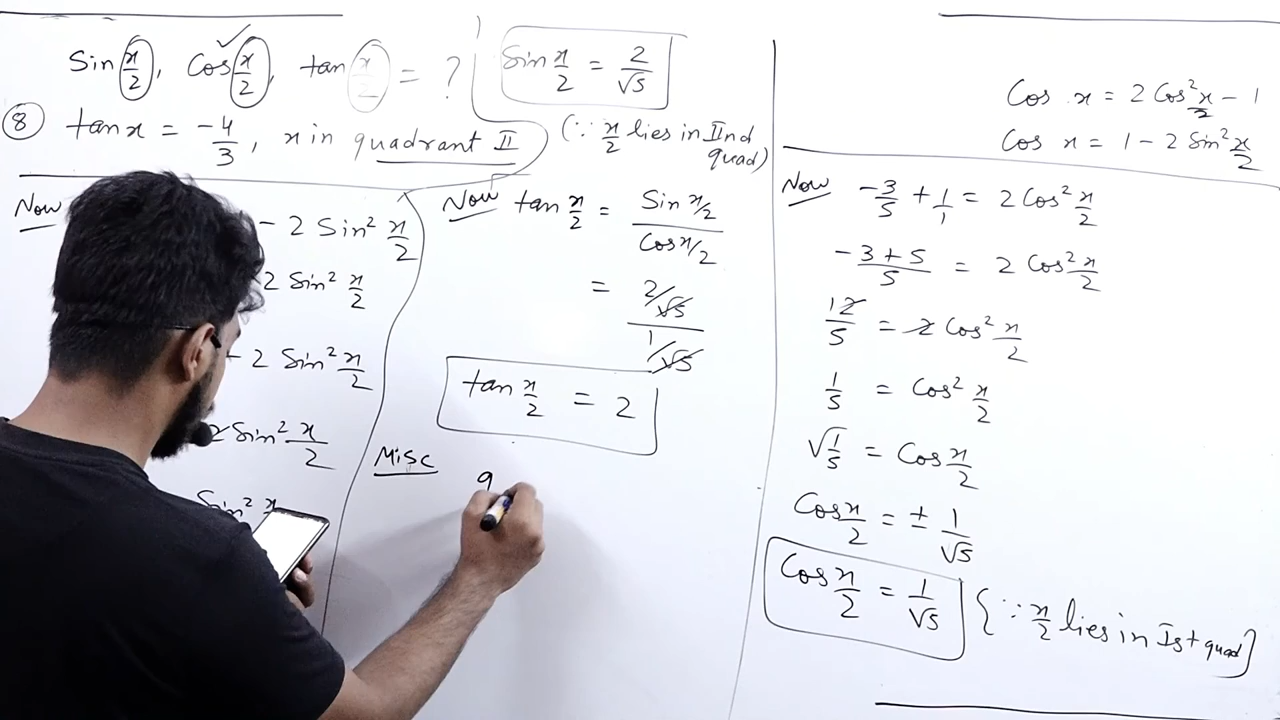 Sin x/2, Cos x/2, tan x/2 = ?
⑧ tan x = -4/3, x in quadrant II
Sin x/2 = 2/√5
(∵ x/2 lies in IInd quad)
Now
- 2 Sin² x/2
2 Sin² x/2
- 2 Sin² x/2
2 Sin² x/2
Sin² x
Now tan x/2 = Sin x/2 / Cos x/2
= 2/√5 / 1/√5
tan x/2 = 2
Misc
9
Cos x = 2 Cos² x/2 - 1
Cos x = 1 - 2 Sin² x/2
Now -3/5 + 1/1 = 2 Cos² x/2
-3+5/5 = 2 Cos² x/2
12/5 = 2 Cos² x/2
1/5 = Cos² x/2
√1/5 = Cos x/2
Cos x/2 = ± 1/√5
Cos x/2 = 1/√5 {∵ x/2 lies in Ist quad}